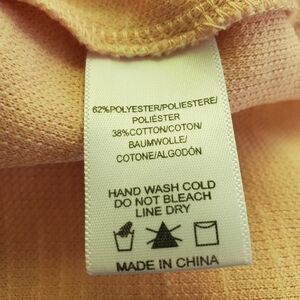 62%POLYESTER/POLIESTERE/
POLIÉSTER
38%COTTON/COTON/
BAUMWOLLE/
COTONE/ALGODÓN
HAND WASH COLD
DO NOT BLEACH
LINE DRY
MADE IN CHINA